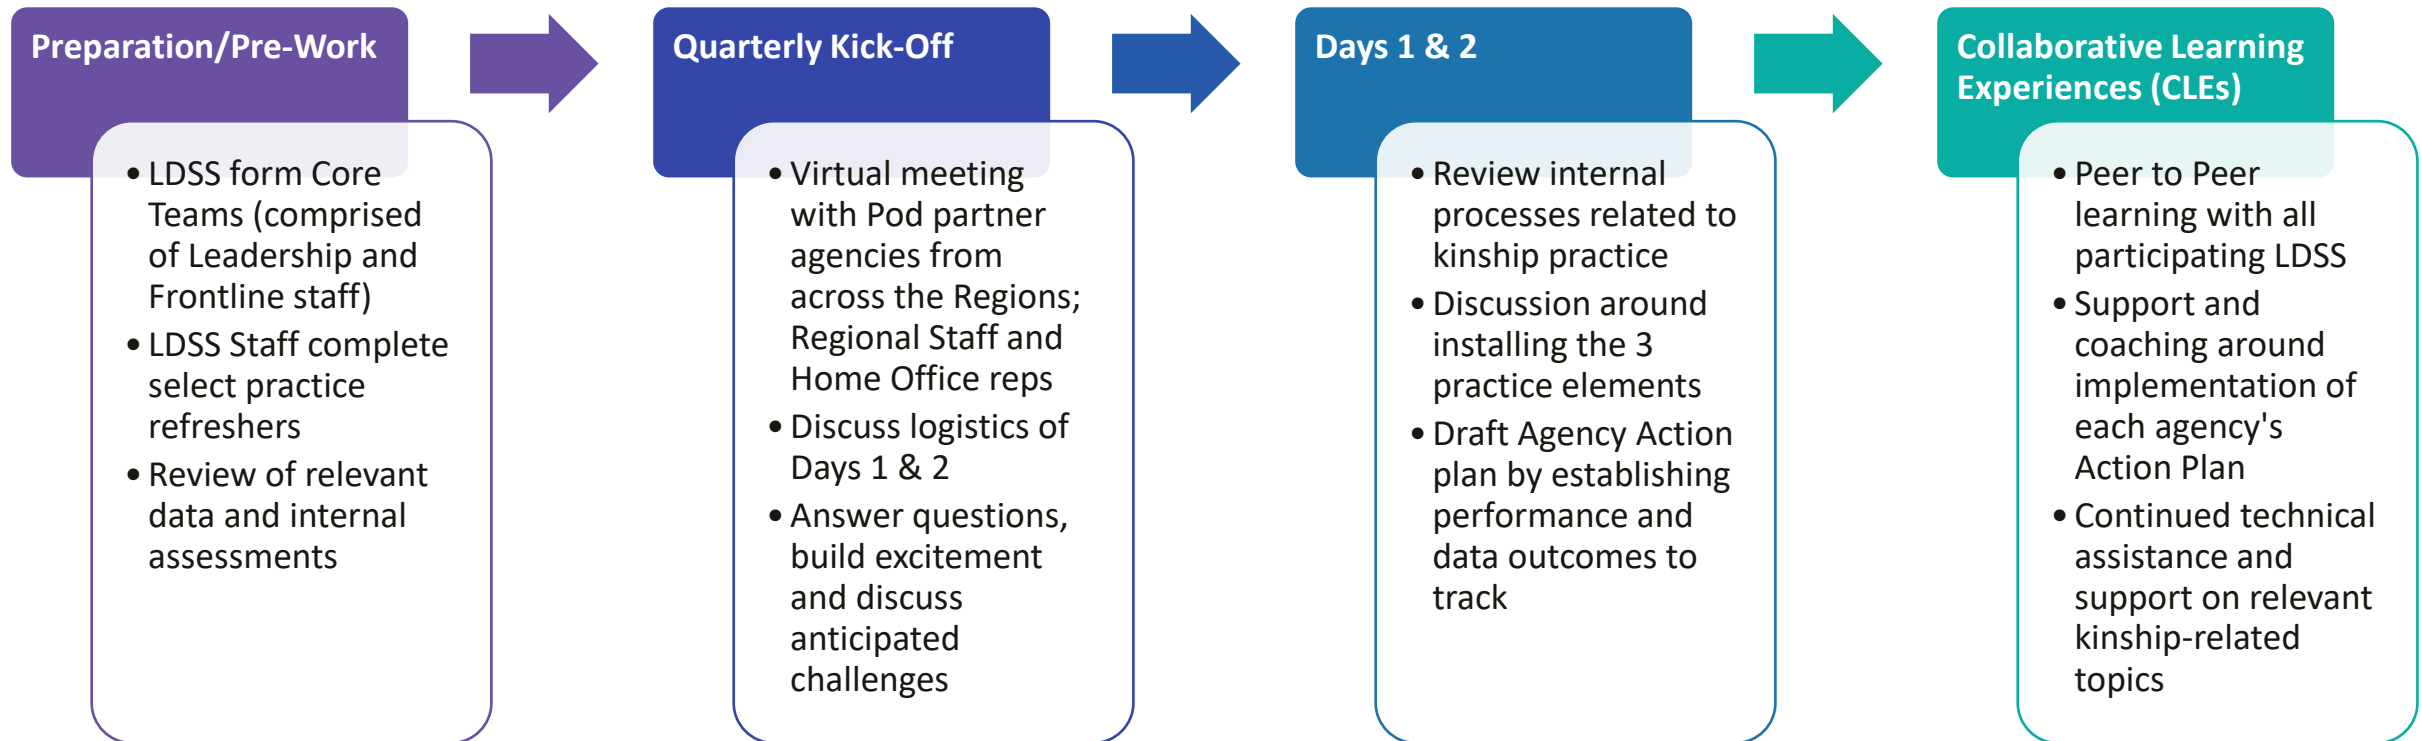 Preparation/Pre-Work
• LDSS form Core
Teams (comprised
of Leadership and
Frontline staff)
• LDSS Staff complete
select practice
refreshers
• Review of relevant
data and internal
assessments
Quarterly Kick-Off
• Virtual meeting
with Pod partner
agencies from
across the Regions;
Regional Staff and
Home Office reps
• Discuss logistics of
Days 1 & 2
• Answer questions,
build excitement
and discuss
anticipated
challenges
Days 1 & 2
• Review internal
processes related to
kinship practice
• Discussion around
installing the 3
practice elements
• Draft Agency Action
plan by establishing
performance and
data outcomes to
track
Collaborative Learning
Experiences (CLEs)
• Peer to Peer
learning with all
participating LDSS
• Support and
coaching around
implementation of
each agency's
Action Plan
• Continued technical
assistance and
support on relevant
kinship-related
topics